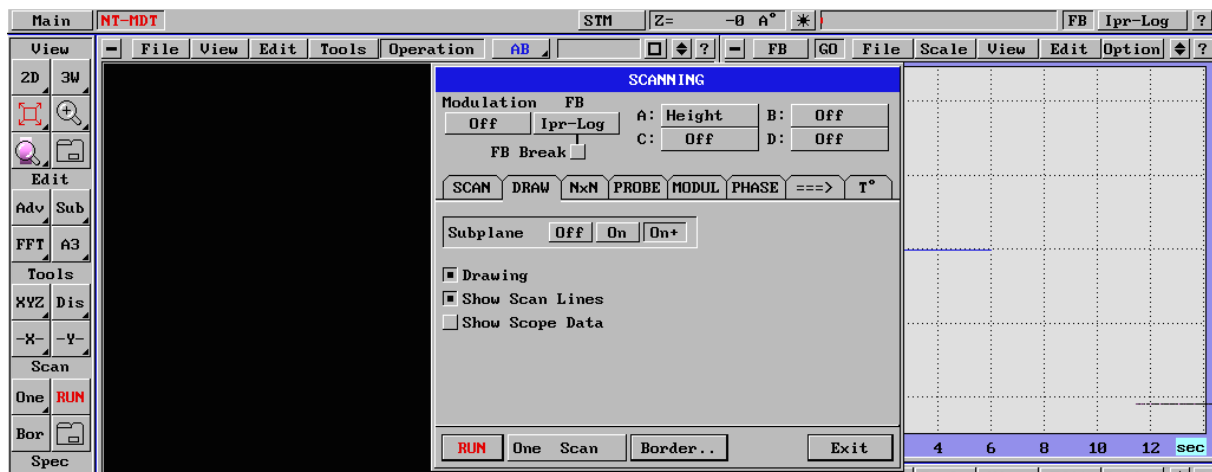 Main NT-MDT STM Z= -0 A° FB Ipr-Log ?
View File View Edit Tools Operation AB ? FB GO File Scale View Edit Option ?
2D 3W
Edit
Adv Sub
FFT A3
Tools
XYZ Dis
-X- -Y-
Scan
One RUN
Bor
Spec
SCANNING
Modulation FB
Off Ipr-Log
FB Break
A: Height B: Off
C: Off D: Off
SCAN DRAW NxN PROBE MODUL PHASE ===> T°
Subplane Off On On+
Drawing
Show Scan Lines
Show Scope Data
RUN One Scan Border.. Exit
4 6 8 10 12 sec